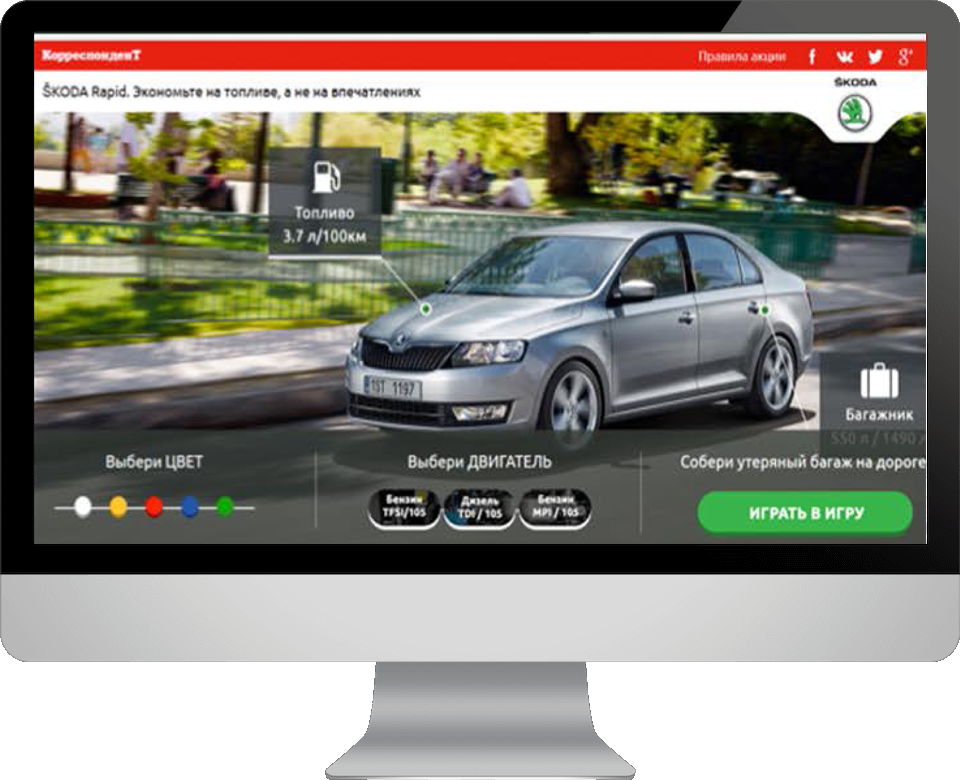 КорреспонденТ
Правила акции
ŠKODA Rapid. Экономьте на топливе, а не на впечатлениях
ŠKODA
Топливо
3.7 л/100км
1ST 1197
Багажник
550 л / 1490 л
Выбери ЦВЕТ
Выбери ДВИГАТЕЛЬ
Собери утеряный багаж на дороге
Бензин
TFSI/105
Дизель
TDI / 105
Бензин
MPI / 105
ИГРАТЬ В ИГРУ